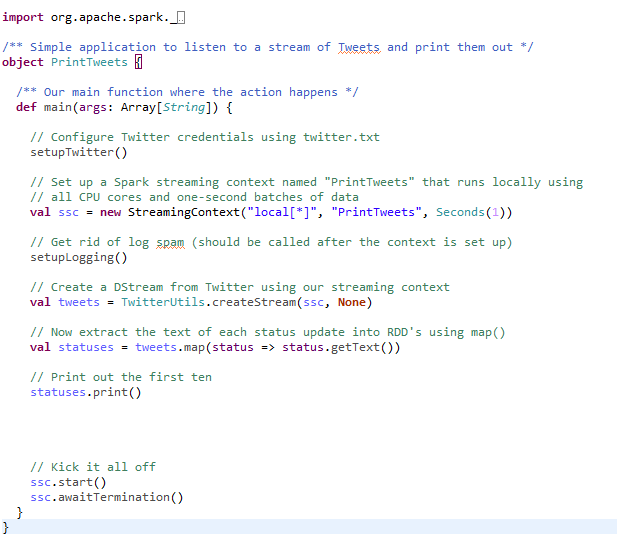 import org.apache.spark._
/** Simple application to listen to a stream of Tweets and print them out */
object PrintTweets {
/** Our main function where the action happens */
def main(args: Array[String]) {
// Configure Twitter credentials using twitter.txt
setupTwitter()
// Set up a Spark streaming context named "PrintTweets" that runs locally using
// all CPU cores and one-second batches of data
val ssc = new StreamingContext("local[*]", "PrintTweets", Seconds(1))
// Get rid of log spam (should be called after the context is set up)
setupLogging()
// Create a DStream from Twitter using our streaming context
val tweets = TwitterUtils.createStream(ssc, None)
// Now extract the text of each status update into RDD's using map()
val statuses = tweets.map(status => status.getText())
// Print out the first ten
statuses.print()
// Kick it all off
ssc.start()
ssc.awaitTermination()
}
}